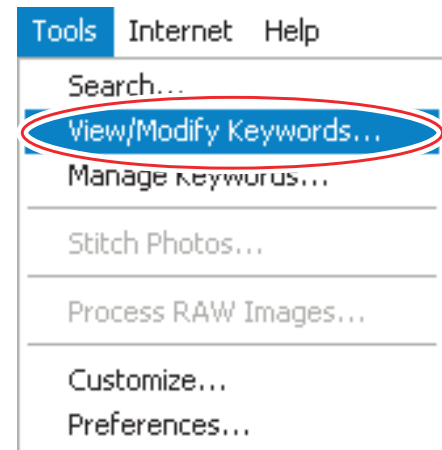 Tools Internet Help
Search...
View/Modify Keywords...
Manage Keywords...
Stitch Photos...
Process RAW Images...
Customize...
Preferences...